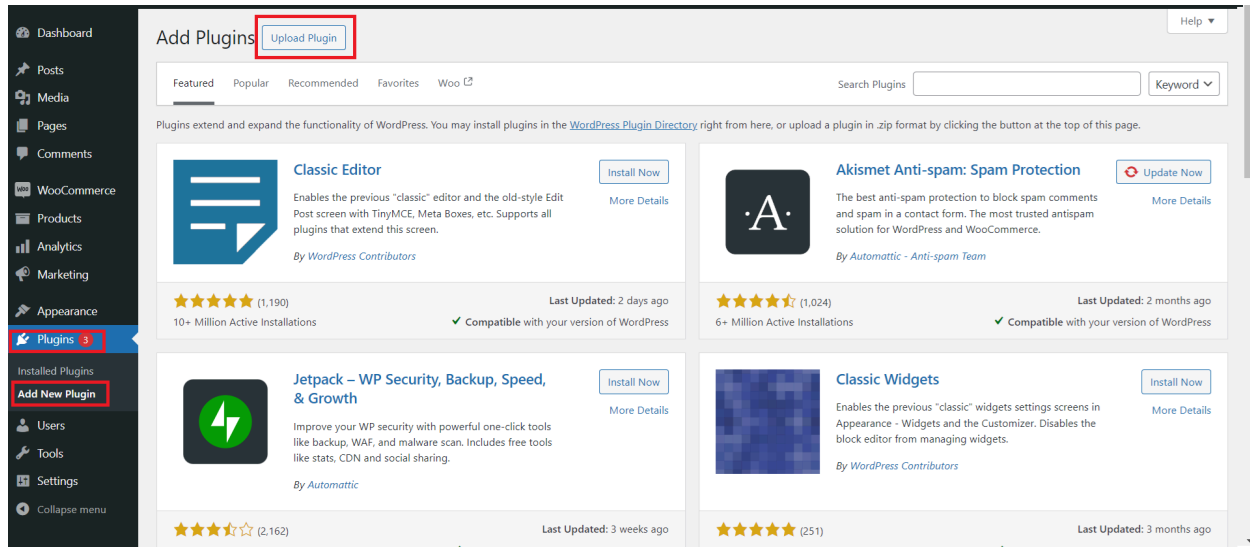 Dashboard
Posts
Media
Pages
Comments
Woo WooCommerce
Products
Analytics
Marketing
Appearance
Plugins 3
Installed Plugins
Add New Plugin
Users
Tools
Settings
Collapse menu
Help ▼
Add Plugins Upload Plugin
Featured Popular Recommended Favorites Woo Search Plugins Keyword
Plugins extend and expand the functionality of WordPress. You may install plugins in the WordPress Plugin Directory right from here, or upload a plugin in .zip format by clicking the button at the top of this page.
Classic Editor
Install Now
Enables the previous "classic" editor and the old-style Edit
Post screen with TinyMCE, Meta Boxes, etc. Supports all
plugins that extend this screen.
More Details
By WordPress Contributors
(1,190)
Last Updated: 2 days ago
10+ Million Active Installations
✔ Compatible with your version of WordPress
·A·
Akismet Anti-spam: Spam Protection
Update Now
The best anti-spam protection to block spam comments
and spam in a contact form. The most trusted antispam
solution for WordPress and WooCommerce.
More Details
By Automattic - Anti-spam Team
(1,024)
Last Updated: 2 months ago
6+ Million Active Installations
✔ Compatible with your version of WordPress
Jetpack – WP Security, Backup, Speed,
& Growth
Install Now
More Details
Improve your WP security with powerful one-click tools
like backup, WAF, and malware scan. Includes free tools
like stats, CDN and social sharing.
By Automattic
(2,162)
Last Updated: 3 weeks ago
Classic Widgets
Install Now
Enables the previous "classic" widgets settings screens in
Appearance - Widgets and the Customizer. Disables the
block editor from managing widgets.
More Details
By WordPress Contributors
(251)
Last Updated: 3 months ago